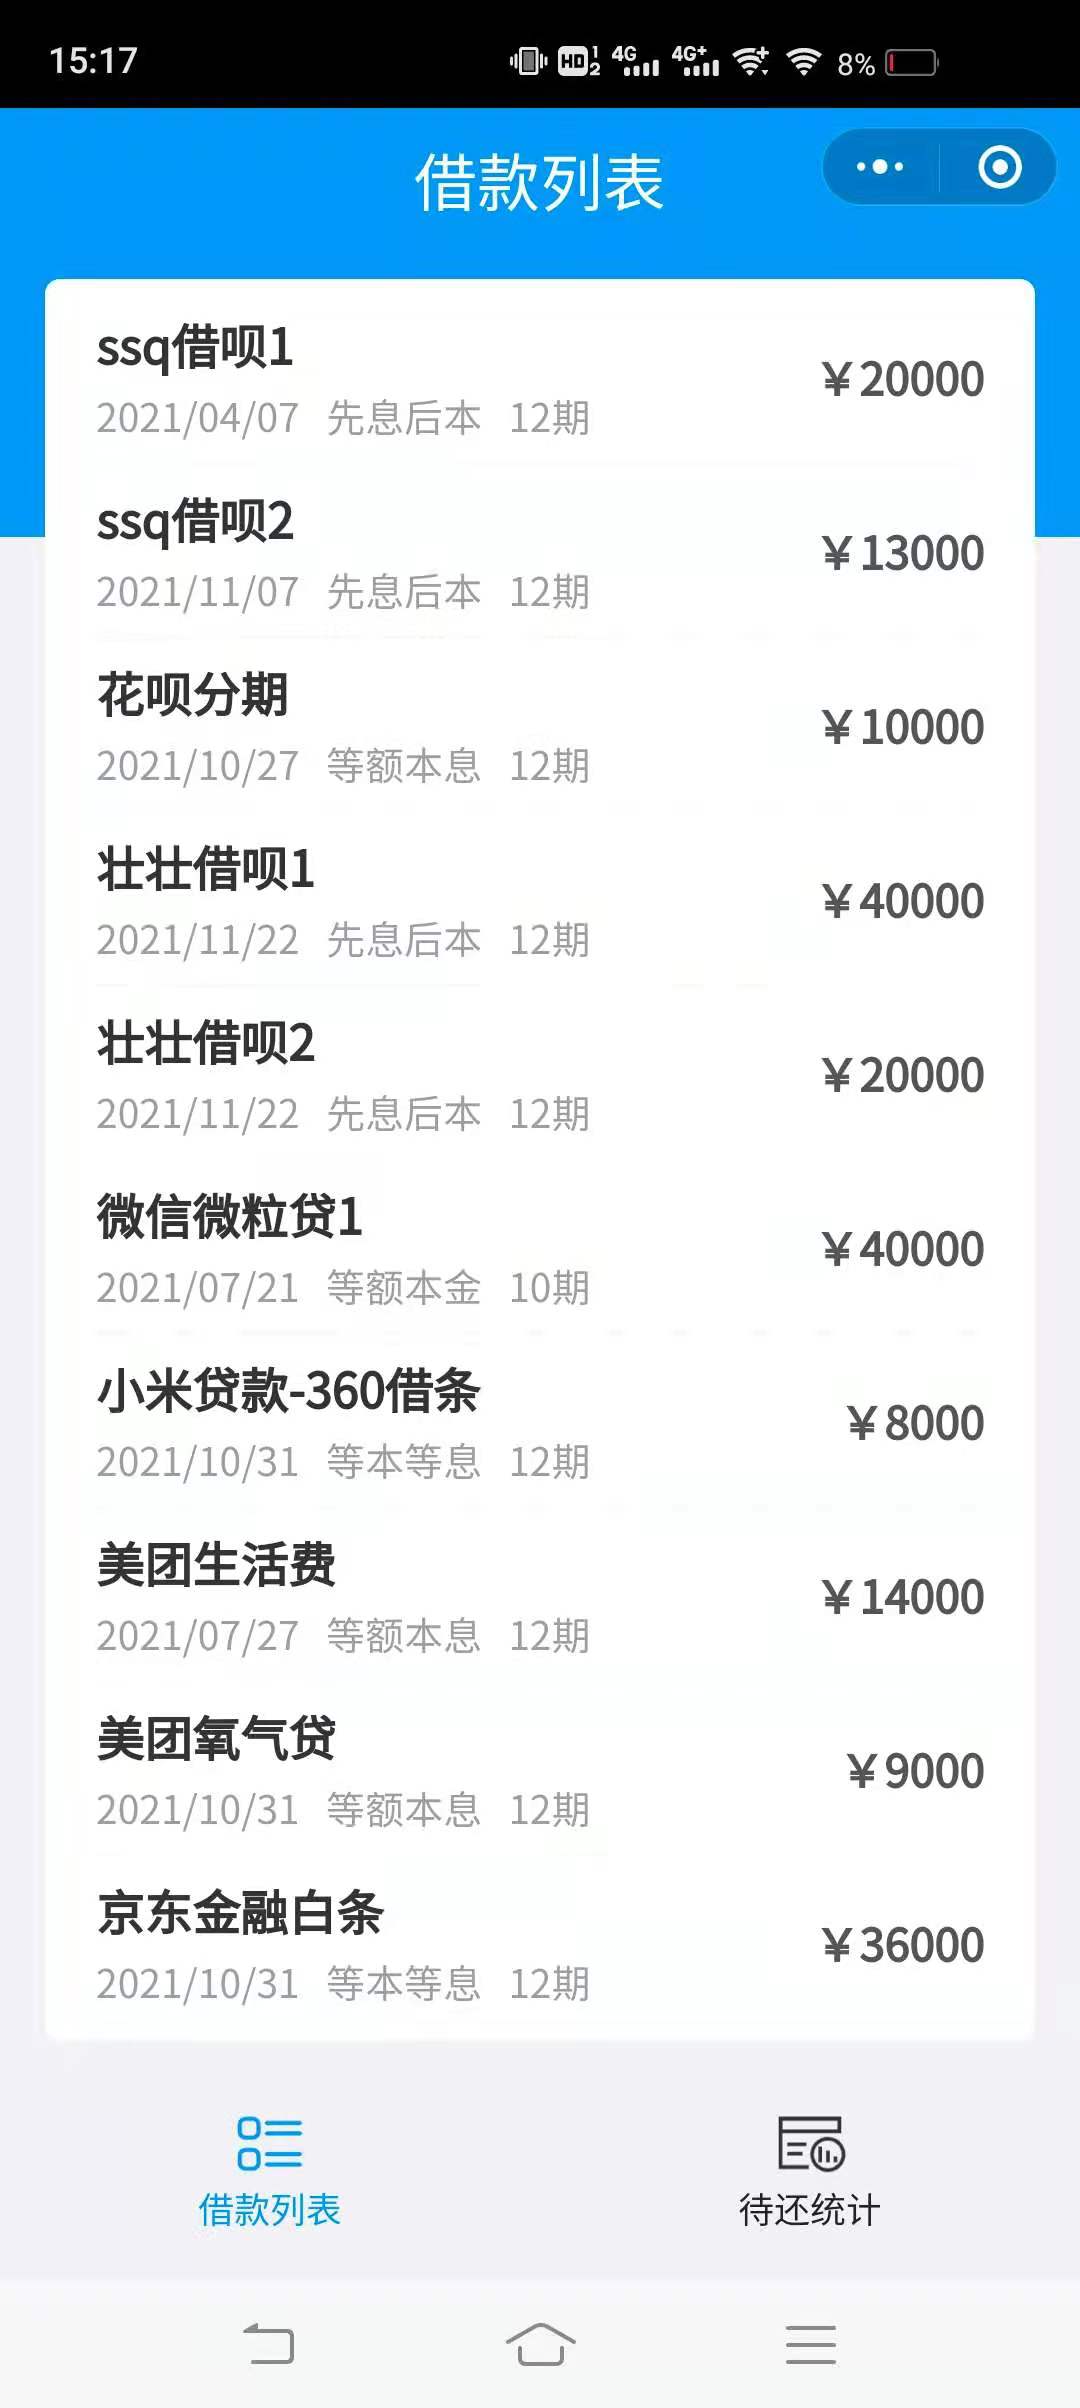 15:17
HD 1 2 4G 4G+ 8%
借款列表
ssq借呗1
¥20000
2021/04/07 先息后本 12期
ssq借呗2
¥13000
2021/11/07 先息后本 12期
花呗分期
¥10000
2021/10/27 等额本息 12期
壮壮借呗1
¥40000
2021/11/22 先息后本 12期
壮壮借呗2
¥20000
2021/11/22 先息后本 12期
微信微粒贷1
¥40000
2021/07/21 等额本金 10期
小米贷款-360借条
¥8000
2021/10/31 等本等息 12期
美团生活费
¥14000
2021/07/27 等额本息 12期
美团氧气贷
¥9000
2021/10/31 等额本息 12期
京东金融白条
¥36000
2021/10/31 等本等息 12期
借款列表
待还统计